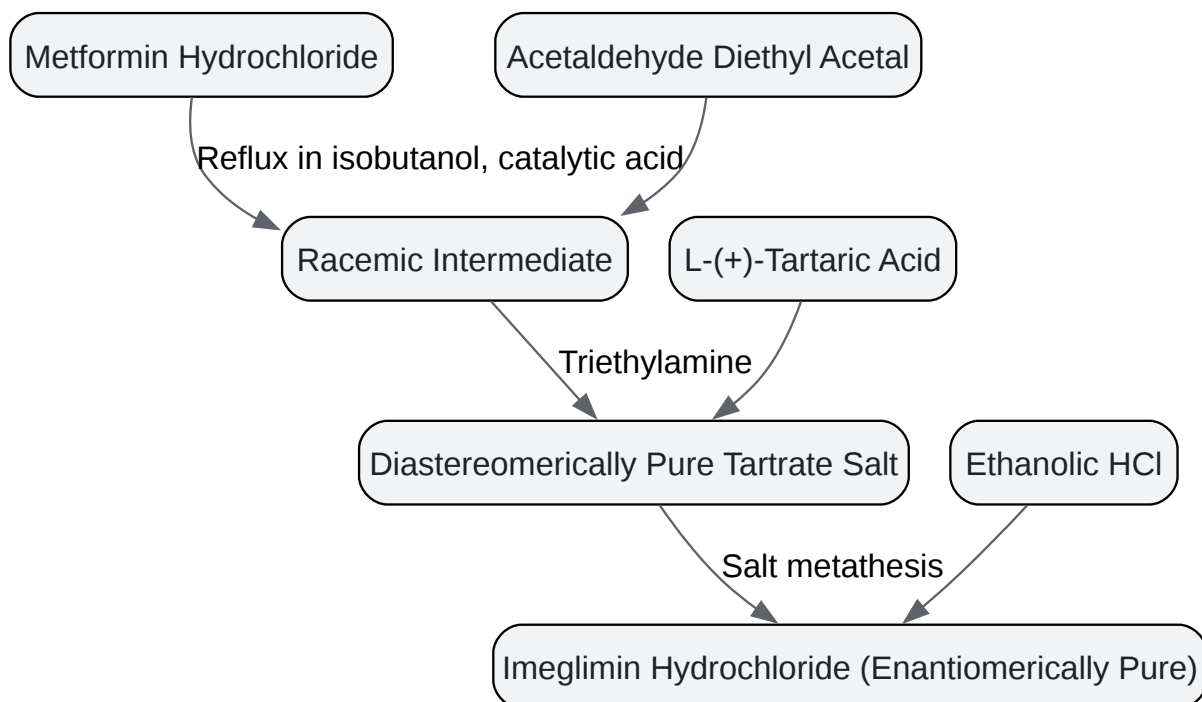 Metformin Hydrochloride
Acetaldehyde Diethyl Acetal
Reflux in isobutanol, catalytic acid
Racemic Intermediate
L-(+)-Tartaric Acid
Triethylamine
Diastereomerically Pure Tartrate Salt
Ethanolic HCl
Salt metathesis
Imeglimin Hydrochloride (Enantiomerically Pure)